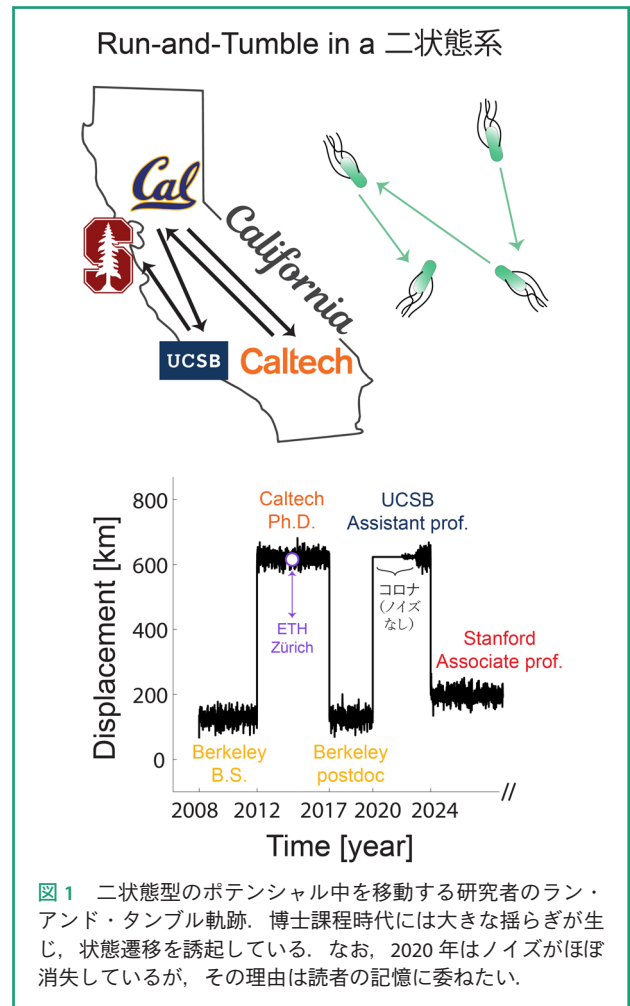 Run-and-Tumble in a 二状態系
Cal
S
California
UCSB
Caltech
Displacement [km]
800
600
400
200
0
Caltech
Ph.D.
UCSB
Assistant prof.
ETH
Zürich
コロナ
(ノイズ
なし)
Stanford
Associate prof.
Berkeley
B.S.
Berkeley
postdoc
2008
2012
2017
2020
2024
//
Time [year]
図 1 二状態型のポテンシャル中を移動する研究者のラン・
アンド・タンブル軌跡.博士課程時代には大きな揺らぎが生
じ,状態遷移を誘起している.なお,2020 年はノイズがほぼ
消失しているが,その理由は読者の記憶に委ねたい.